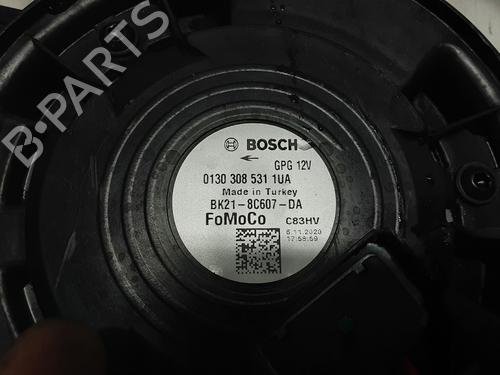 B-PARTS
BOSCH
GPG 12V
0130 308 531 1UA
Made in Turkey
BK21-8C607-DA
FoMoCo C83HV
6.11.2020
17:58:59